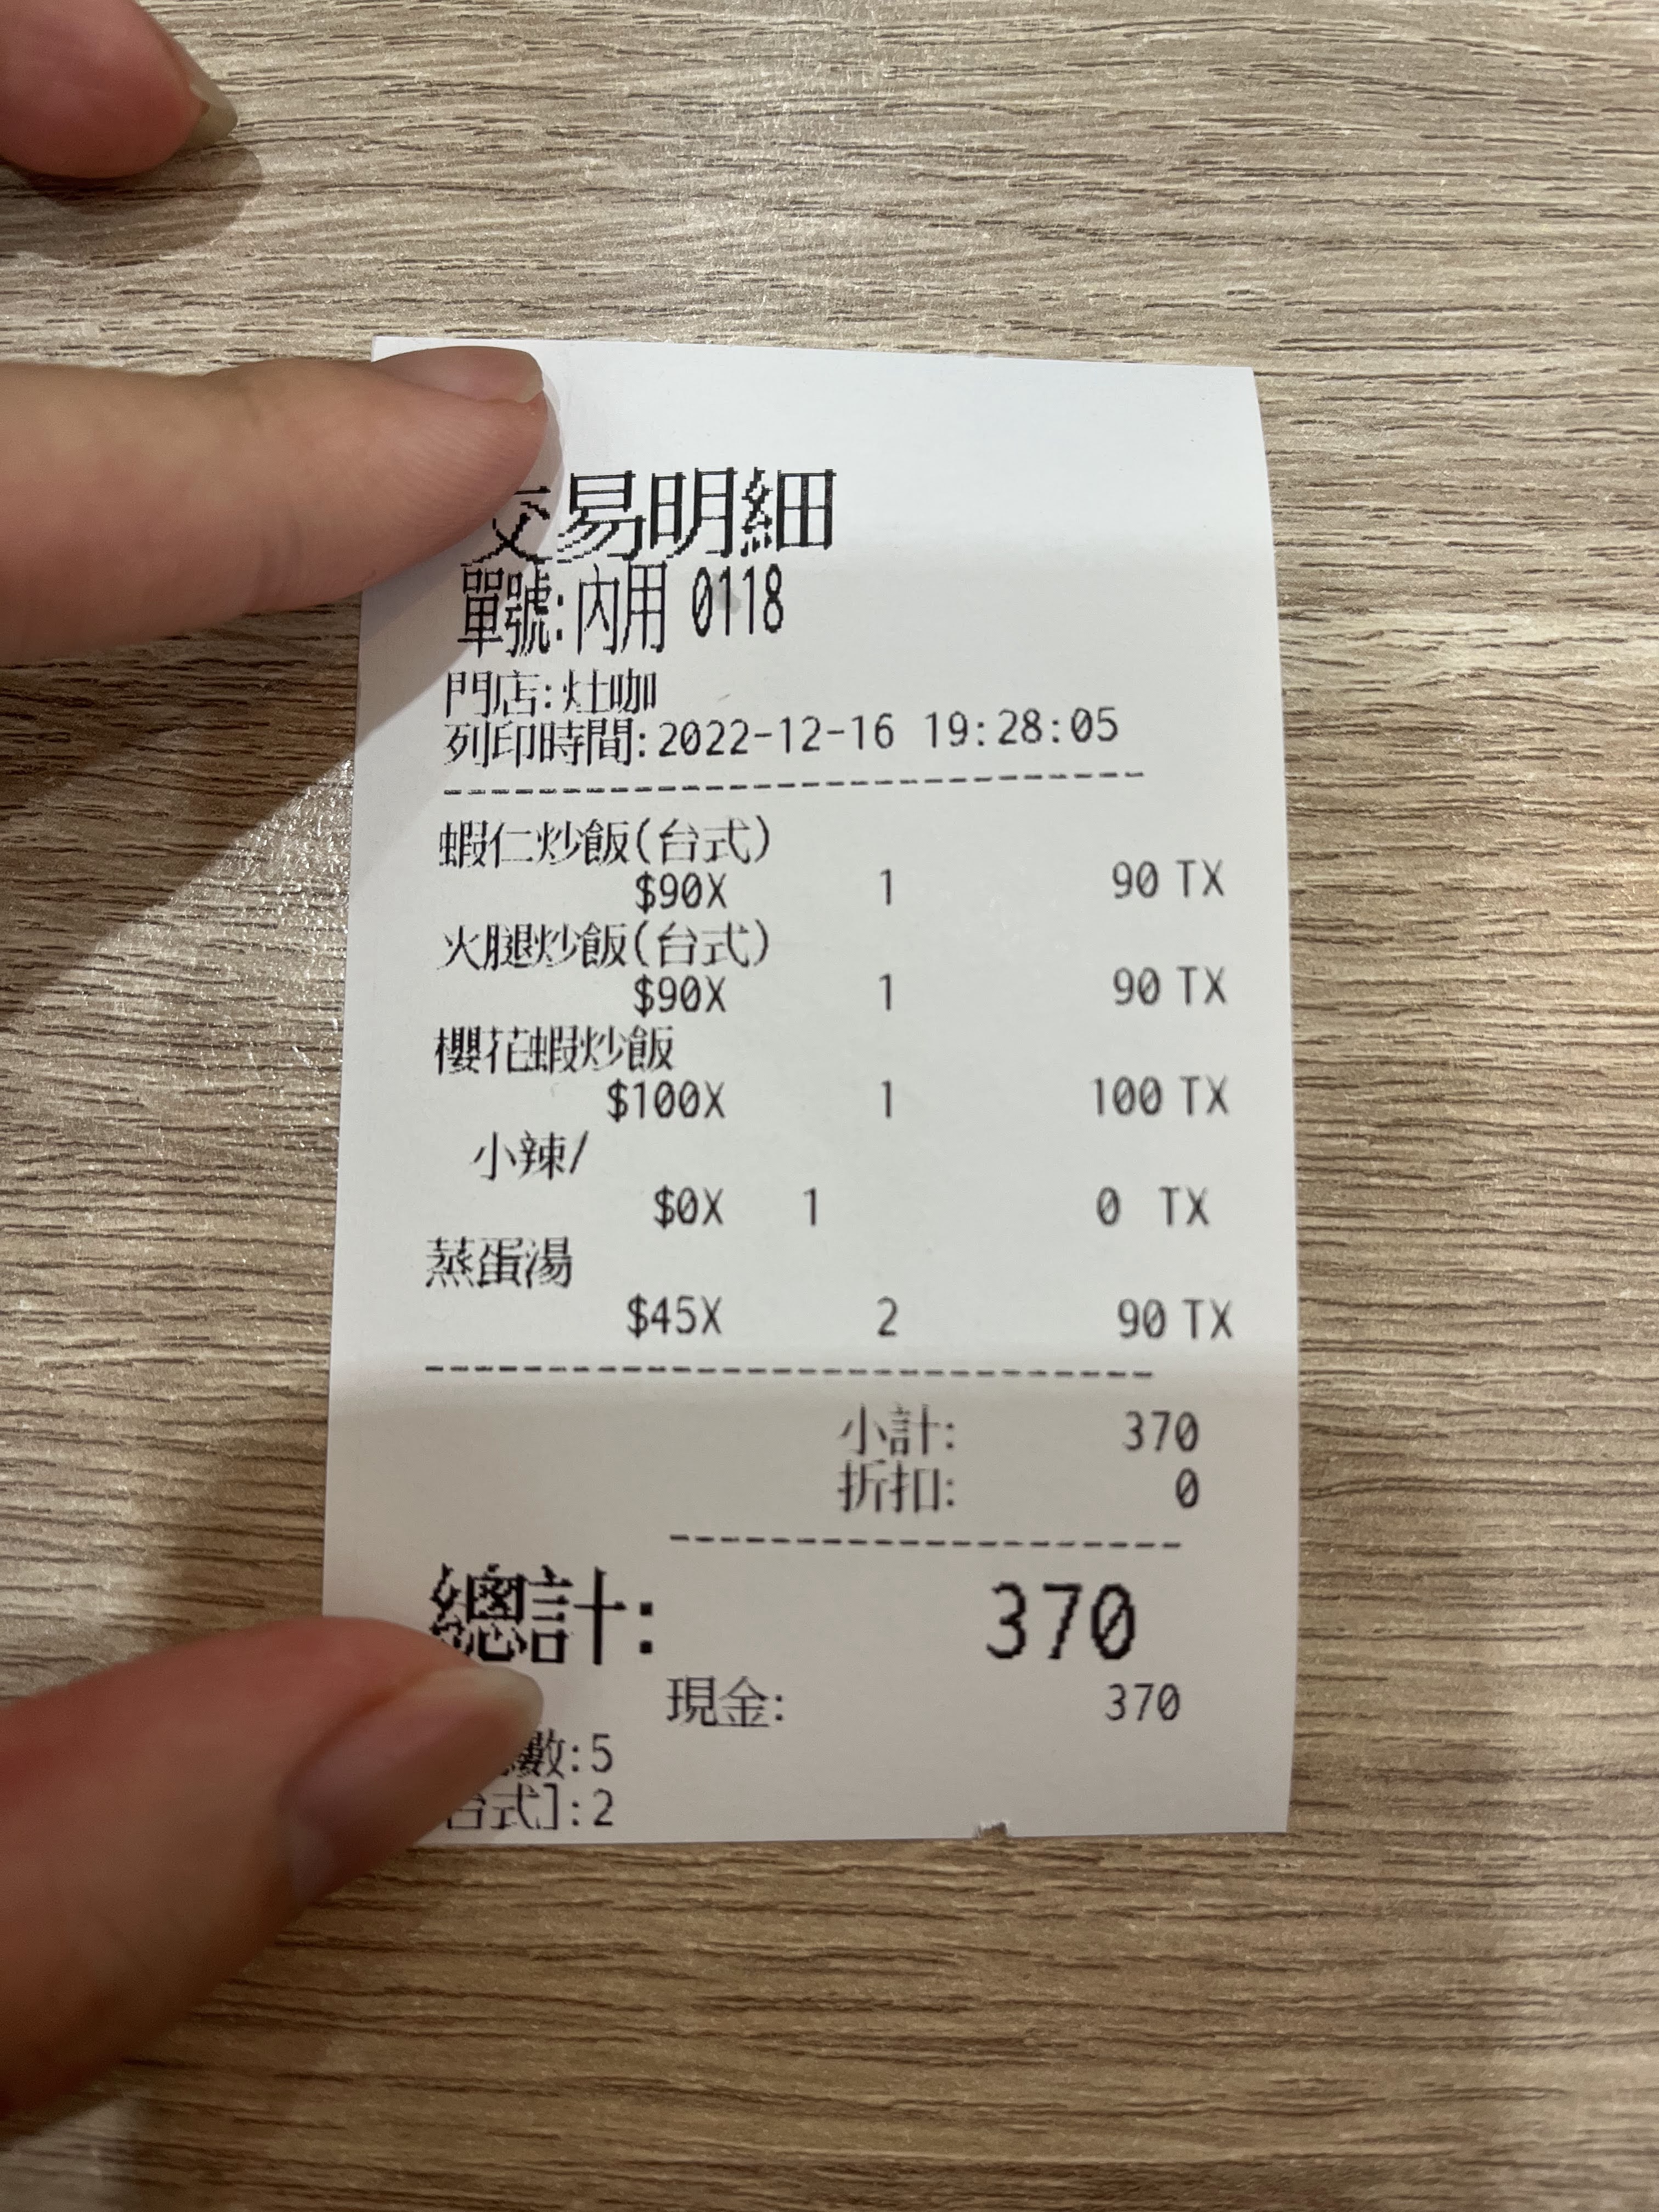 交易明細
單號:內用 0118
門店:灶咖
列印時間:2022-12-16 19:28:05
蝦仁炒飯(台式)
$90X 1 90 TX
火腿炒飯(台式)
$90X 1 90 TX
櫻花蝦炒飯
$100X 1 100 TX
小辣/
$0X 1 0 TX
蒸蛋湯
$45X 2 90 TX
小計: 370
折扣: 0
總計: 370
現金: 370
數:5
台式]:2